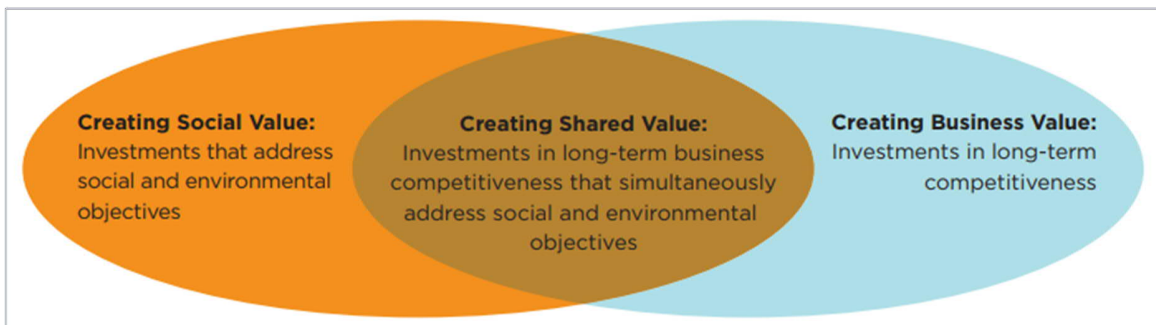 Creating Social Value:
Investments that address
social and environmental
objectives
Creating Shared Value:
Investments in long-term business
competitiveness that simultaneously
address social and environmental
objectives
Creating Business Value:
Investments in long-term
competitiveness